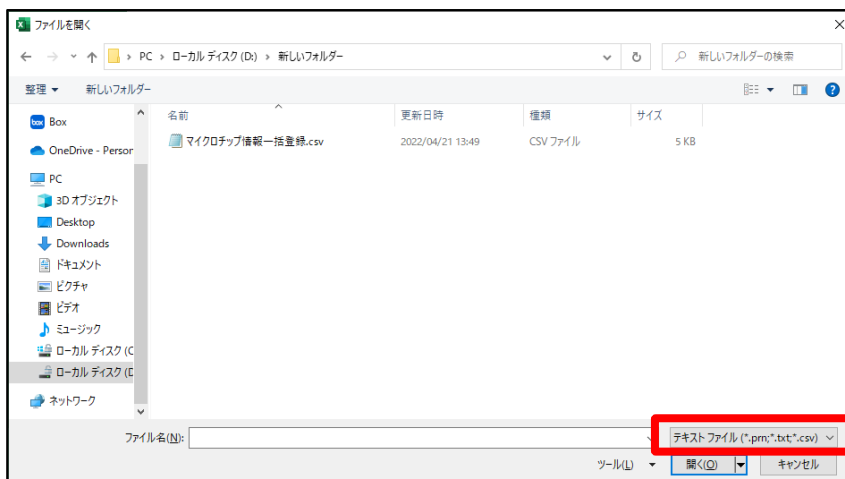 ファイルを開く
PC › ローカル ディスク (D:) › 新しいフォルダー
新しいフォルダーの検索
整理 新しいフォルダー
名前 更新日時 種類 サイズ
box Box
マイクロチップ情報一括登録.csv 2022/04/21 13:49 CSV ファイル 5 KB
OneDrive - Person
PC
3D オブジェクト
Desktop
Downloads
ドキュメント
ピクチャ
ビデオ
ミュージック
ローカル ディスク (C
ローカル ディスク (D
ネットワーク
ファイル名(N): テキスト ファイル (*.prn;*.txt;*.csv)
ツール(L) 開く(O) キャンセル